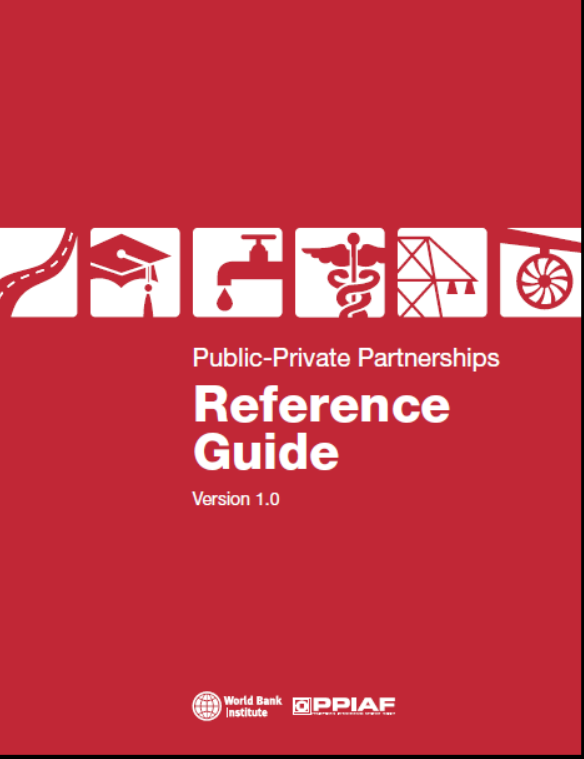 Public-Private Partnerships
Reference
Guide
Version 1.0
World Bank
Institute
PPIAF